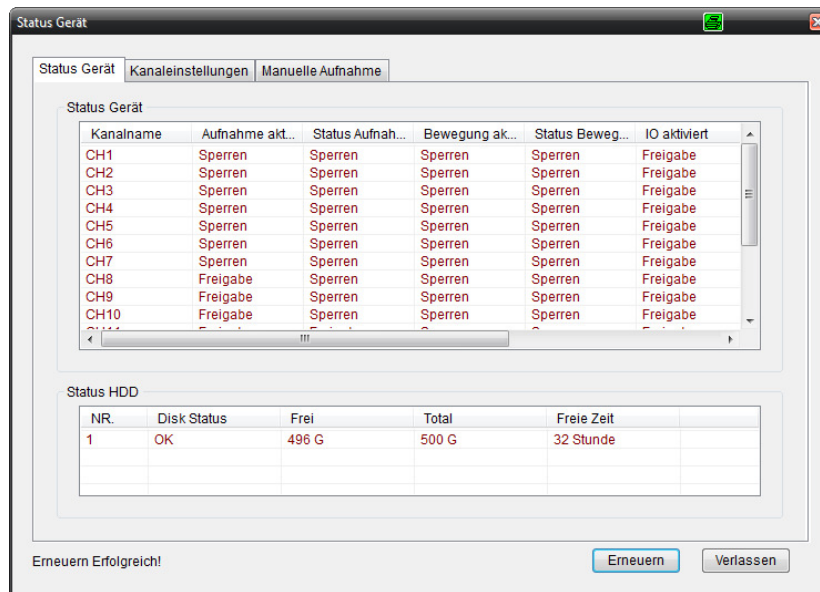 Status Gerät
Status Gerät Kanaleinstellungen Manuelle Aufnahme
Status Gerät
Kanalname Aufnahme akt... Status Aufnah... Bewegung ak... Status Beweg... IO aktiviert
CH1 Sperren Sperren Sperren Sperren Freigabe
CH2 Sperren Sperren Sperren Sperren Freigabe
CH3 Sperren Sperren Sperren Sperren Freigabe
CH4 Sperren Sperren Sperren Sperren Freigabe
CH5 Sperren Sperren Sperren Sperren Freigabe
CH6 Sperren Sperren Sperren Sperren Freigabe
CH7 Sperren Sperren Sperren Sperren Freigabe
CH8 Freigabe Sperren Sperren Sperren Freigabe
CH9 Freigabe Sperren Sperren Sperren Freigabe
CH10 Freigabe Sperren Sperren Sperren Freigabe
Status HDD
NR. Disk Status Frei Total Freie Zeit
1 OK 496 G 500 G 32 Stunde
Erneuern Erfolgreich! Erneuern Verlassen